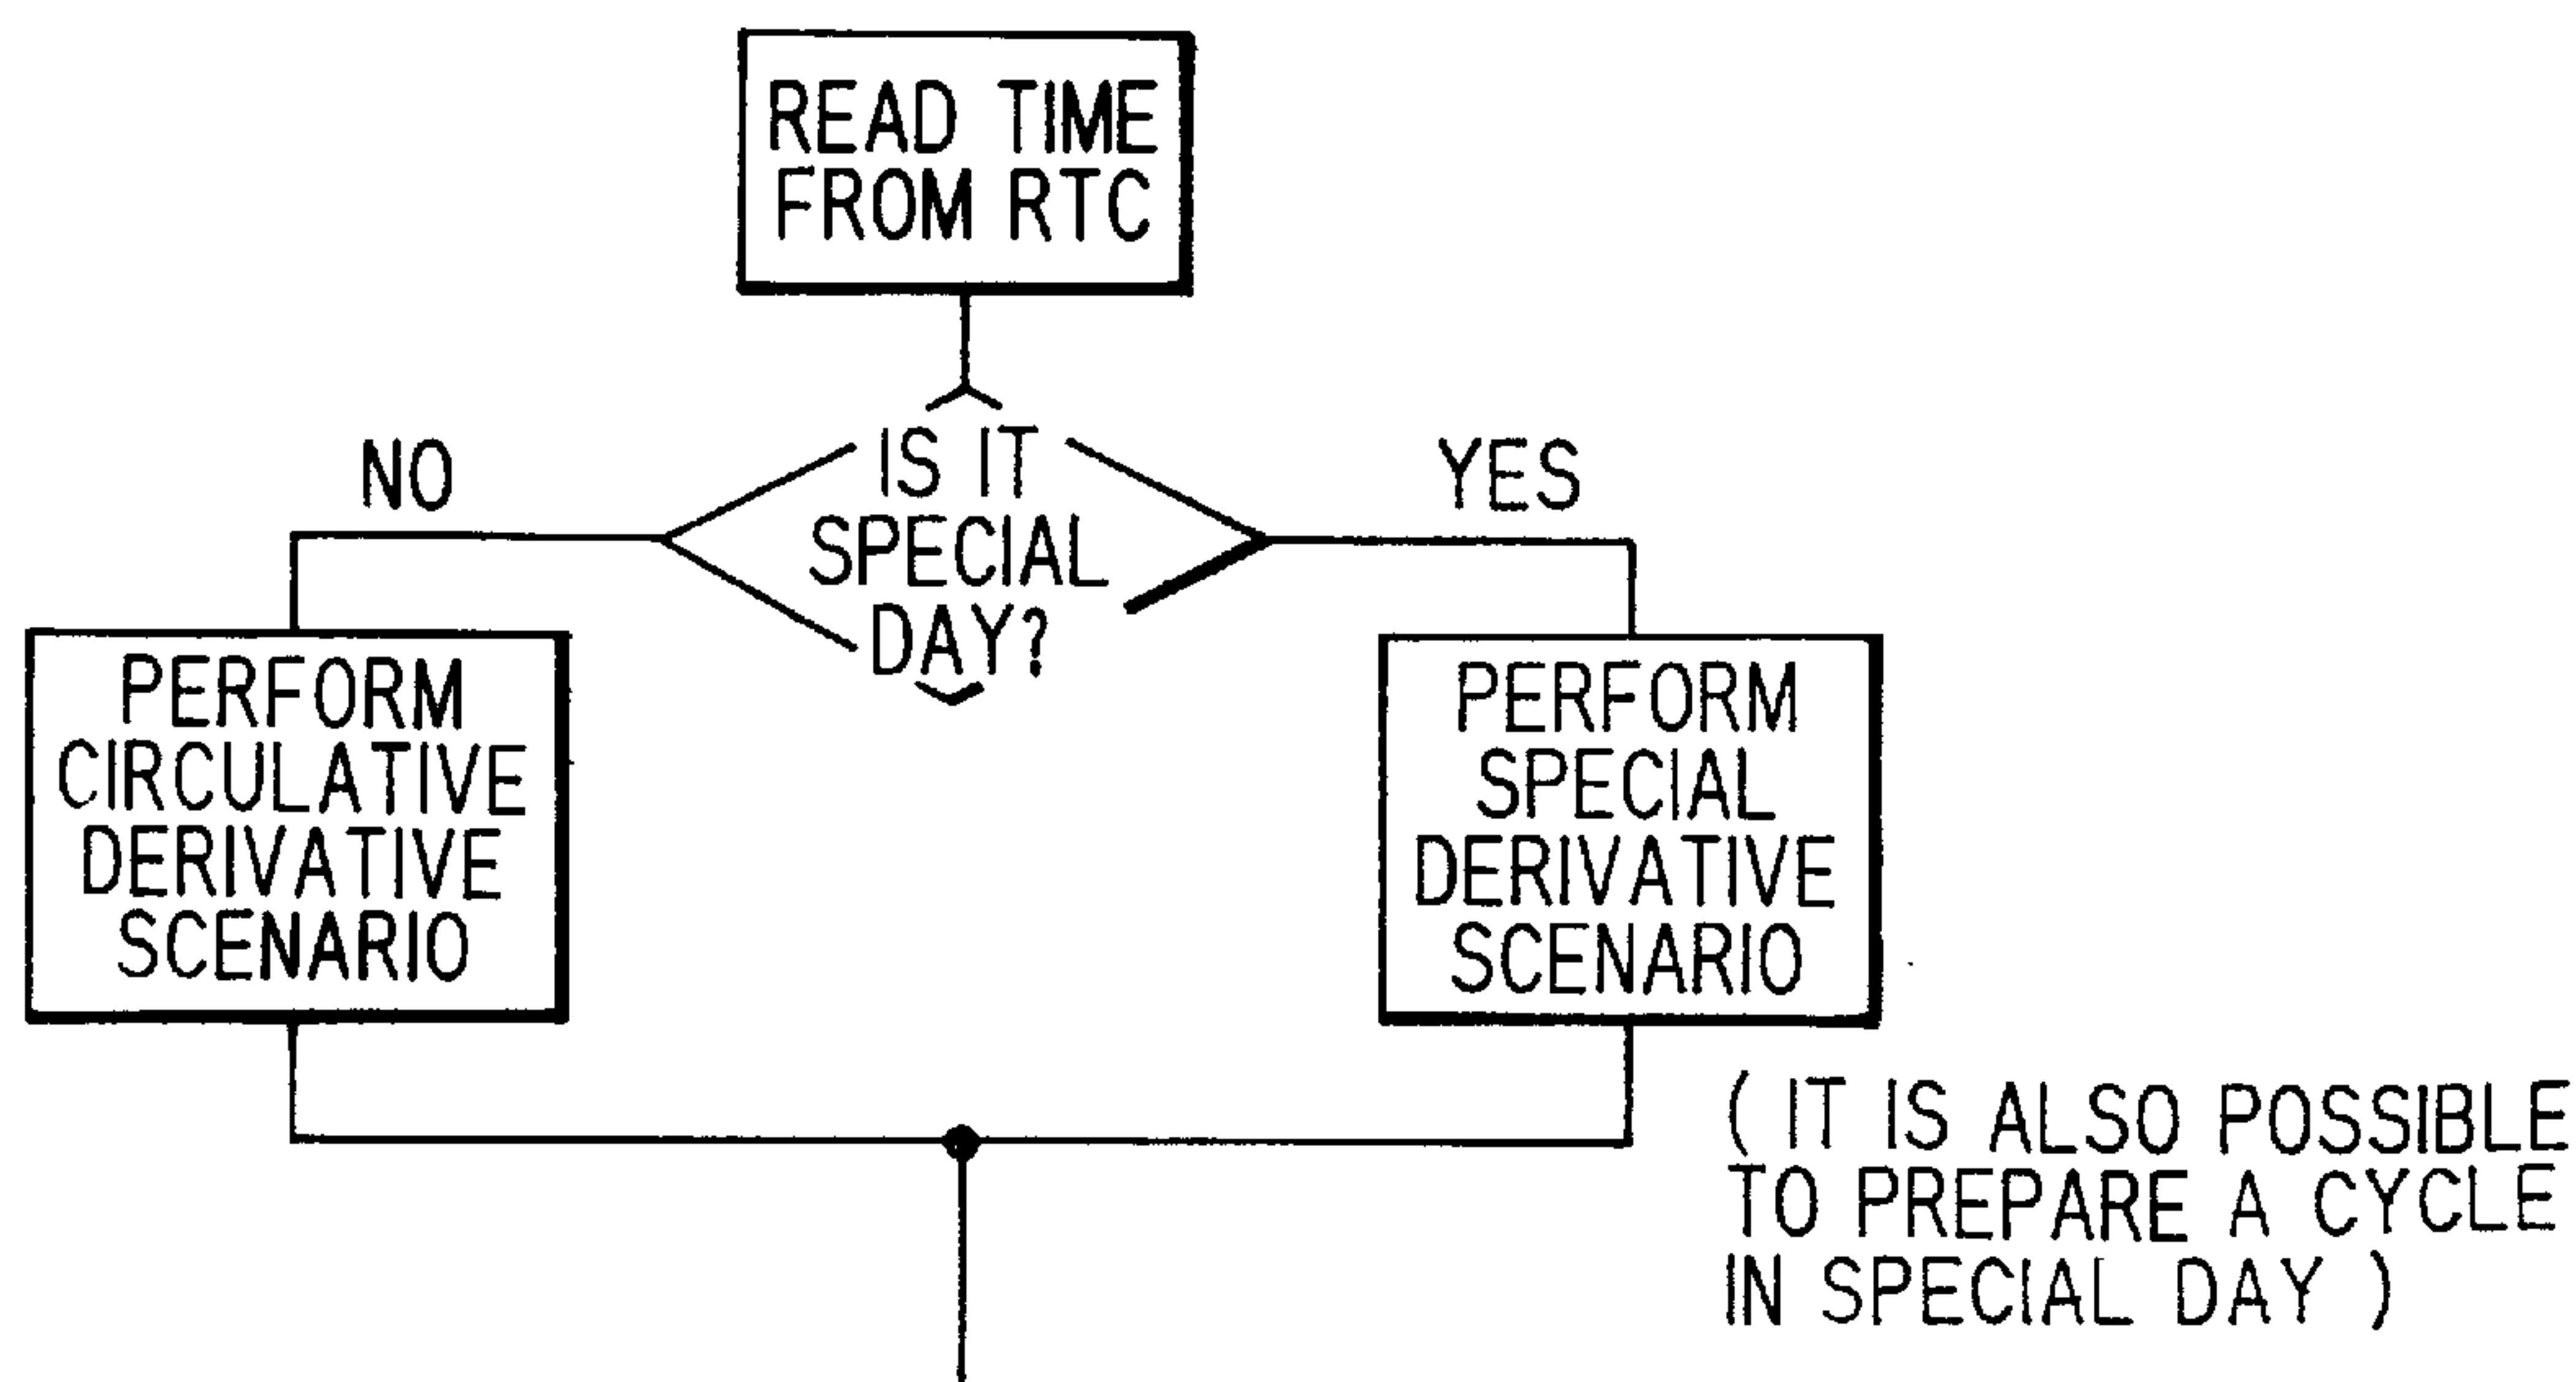 READ TIME
FROM RTC
NO
IS IT
SPECIAL
DAY?
YES
PERFORM
CIRCULATIVE
DERIVATIVE
SCENARIO
PERFORM
SPECIAL
DERIVATIVE
SCENARIO
( IT IS ALSO POSSIBLE
TO PREPARE A CYCLE
IN SPECIAL DAY )